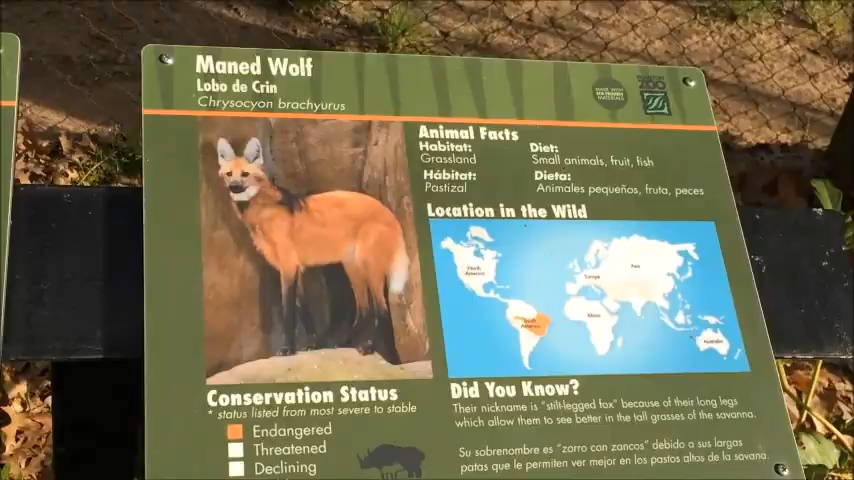 Maned Wolf
Lobo de Crin
Chrysocyon brachyurus
MADE WITH
MATERIALS
ZOO
Animal Facts
Habitat:
Grassland
Hábitat:
Pastizal
Diet:
Small animals, fruit, fish
Dieta:
Animales pequeños, fruta, peces
Location in the Wild
North
America
South
America
Europe
Asia
Africa
Australia
Conservation Status
* status listed from most severe to stable
Endangered
Threatened
Declining
Did You Know?
Their nickname is "stilt-legged fox" because of their long legs
which allow them to see better in the tall grasses of the savanna.
Su sobrenombre es "zorro con zancos" debido a sus largas
patas que le permiten ver mejor en los pastos altos de la savana.